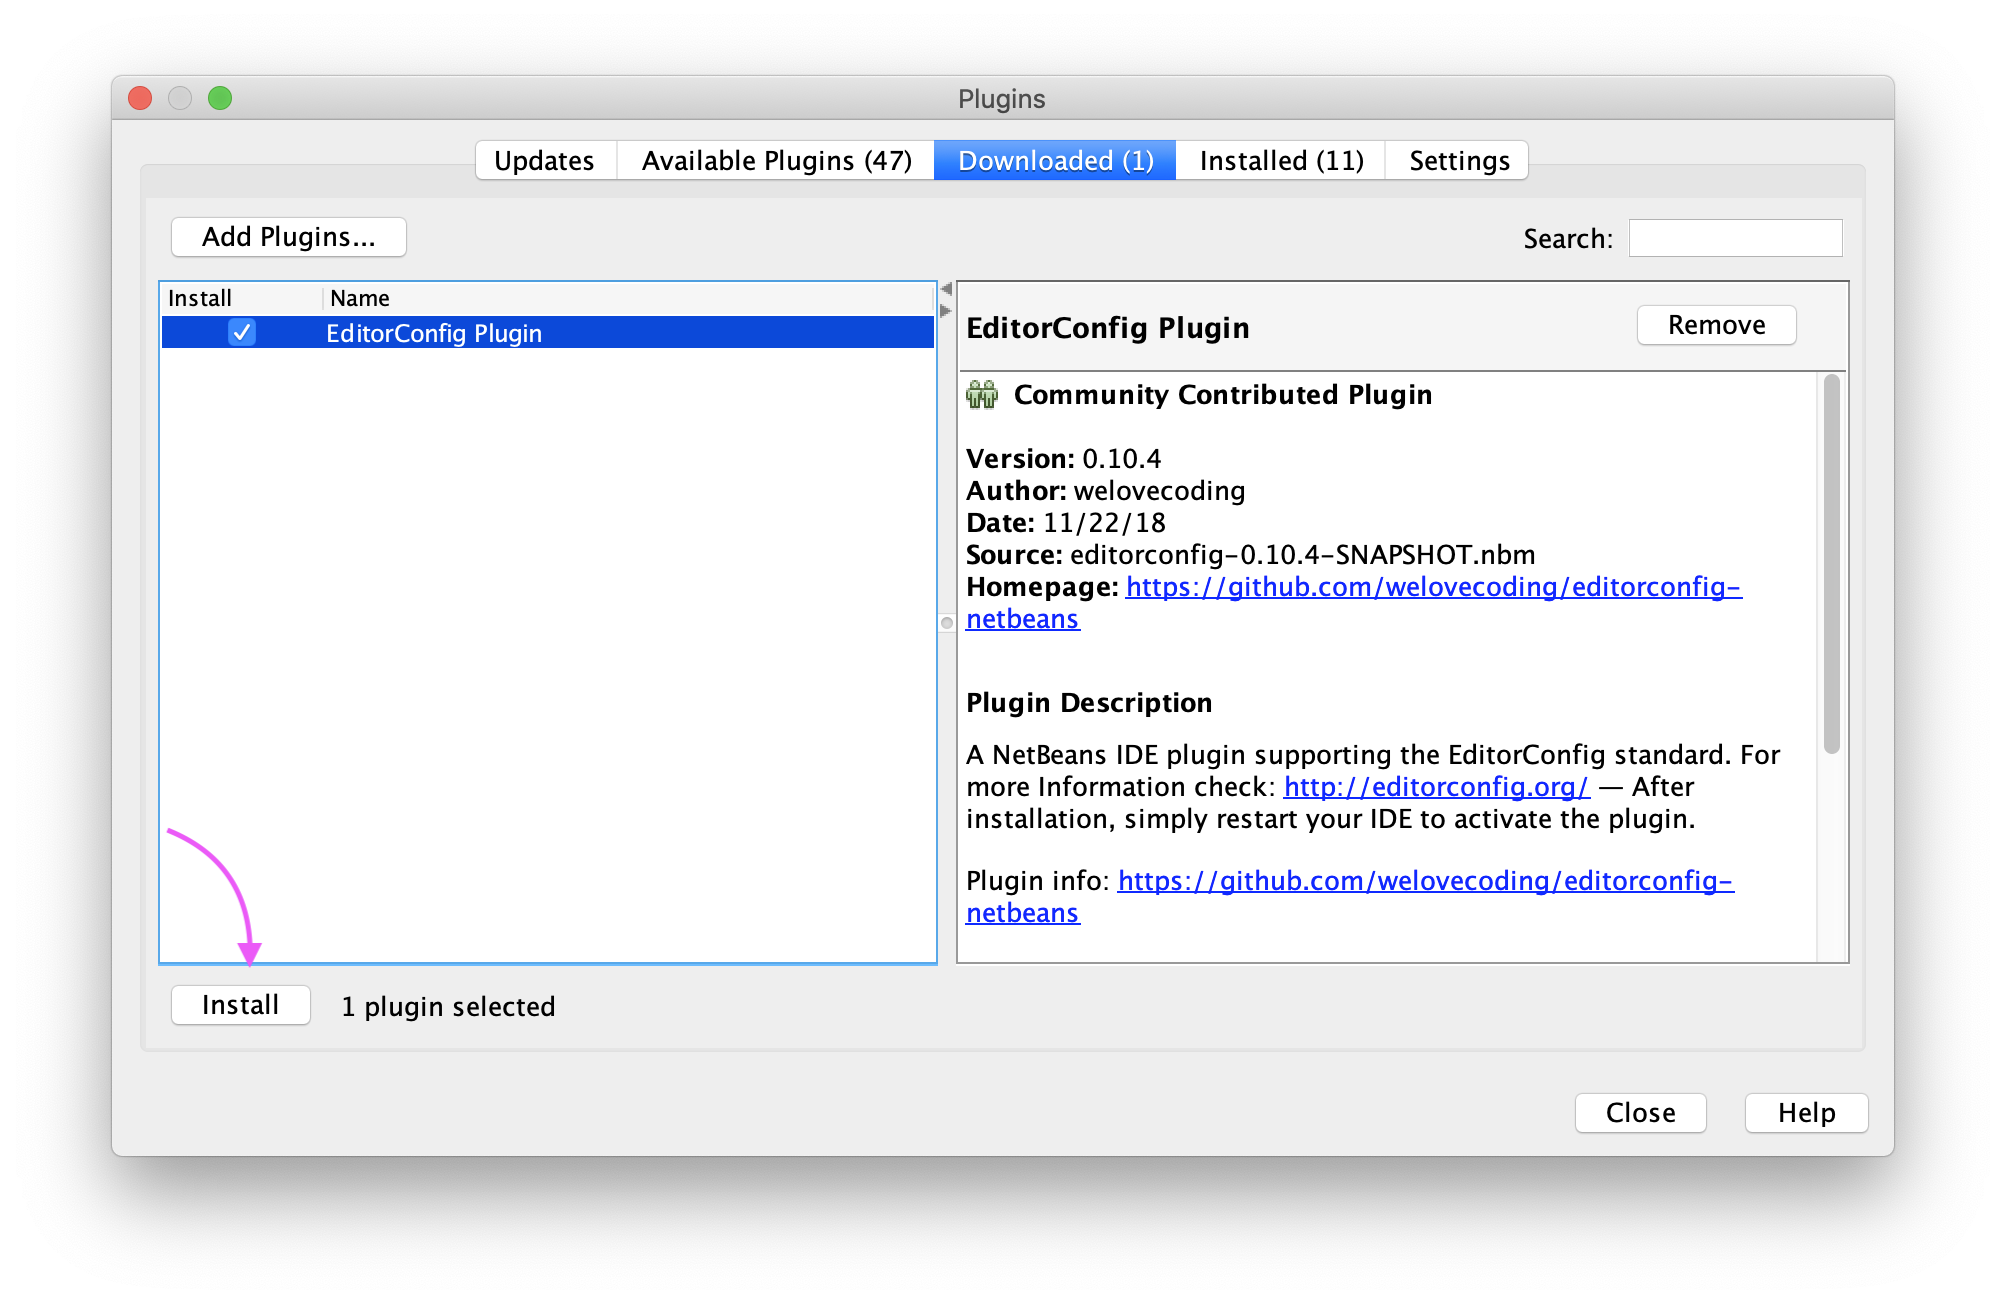 Plugins
Updates
Available Plugins (47)
Downloaded (1)
Installed (11)
Settings
Add Plugins...
Search:
Install
Name
EditorConfig Plugin
EditorConfig Plugin
Remove
Community Contributed Plugin
Version: 0.10.4
Author: welovecoding
Date: 11/22/18
Source: editorconfig-0.10.4-SNAPSHOT.nbm
Homepage: https://github.com/welovecoding/editorconfig-
netbeans
Plugin Description
A NetBeans IDE plugin supporting the EditorConfig standard. For
more Information check: http://editorconfig.org/ — After
installation, simply restart your IDE to activate the plugin.
Plugin info: https://github.com/welovecoding/editorconfig-
netbeans
Install
1 plugin selected
Close
Help